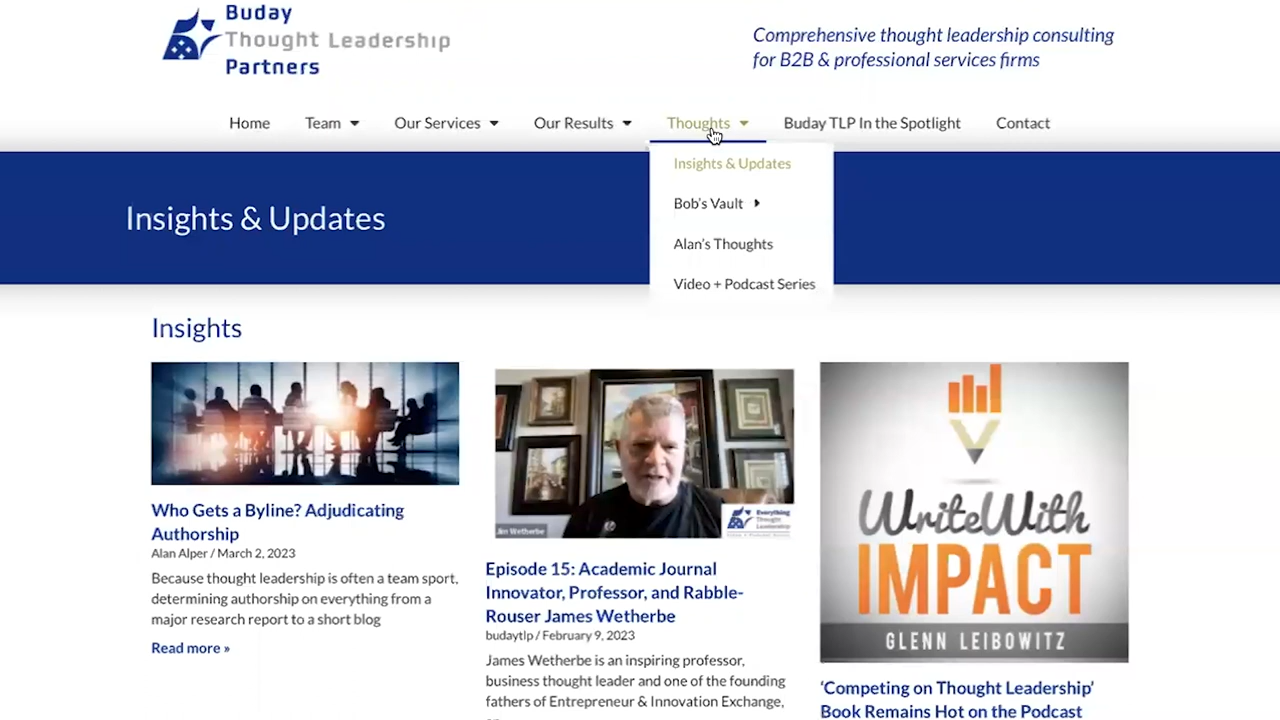 Buday
Thought Leadership
Partners
Comprehensive thought leadership consulting
for B2B & professional services firms
Home
Team
Our Services
Our Results
Thoughts
Buday TLP In the Spotlight
Contact
Insights & Updates
Bob's Vault
Alan's Thoughts
Video + Podcast Series
Insights & Updates
Insights
Who Gets a Byline? Adjudicating
Authorship
Alan Alper / March 2, 2023
Because thought leadership is often a team sport,
determining authorship on everything from a
major research report to a short blog
Read more »
Jim Wetherbe
Everything
Thought
Leadership
Episode 15: Academic Journal
Innovator, Professor, and Rabble-
Rouser James Wetherbe
budaytlp / February 9, 2023
James Wetherbe is an inspiring professor,
business thought leader and one of the founding
fathers of Entrepreneur & Innovation Exchange,
WriteWith
IMPACT
GLENN LEIBOWITZ
'Competing on Thought Leadership'
Book Remains Hot on the Podcast